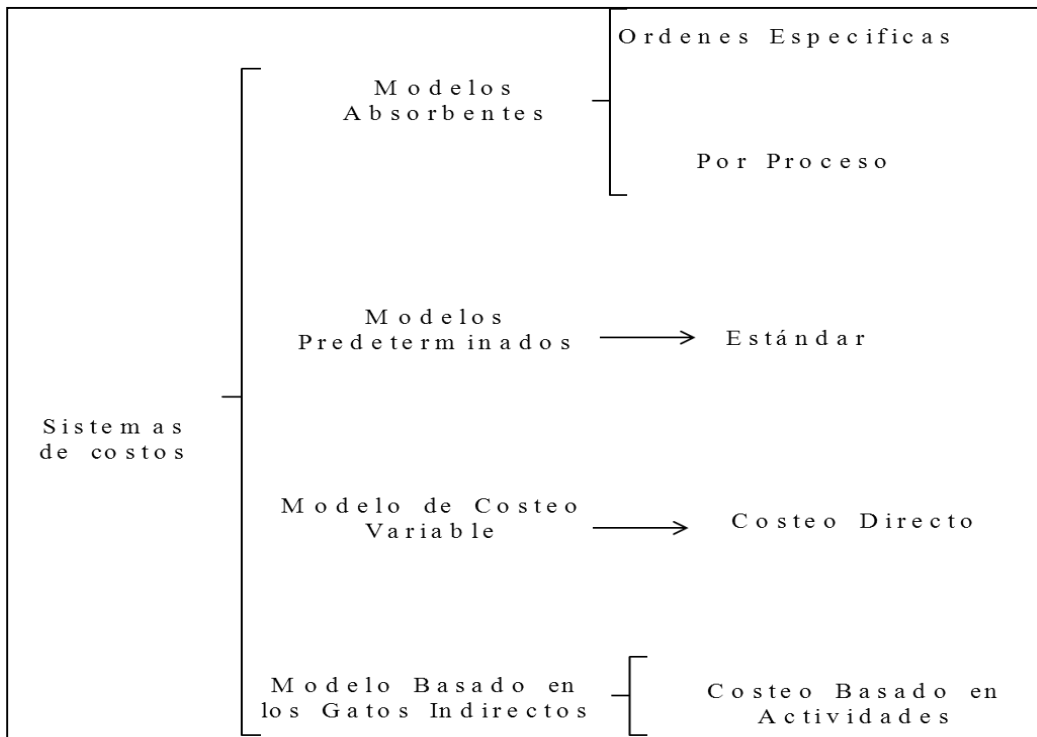 Ordenes Especificas
Modelos
Absorbentes
Por Proceso
Modelos
Predeterminados
Estándar
Sistemas
de costos
Modelo de Costeo
Variable
Costeo Directo
Modelo Basado en
los Gatos Indirectos
Costeo Basado en
Actividades